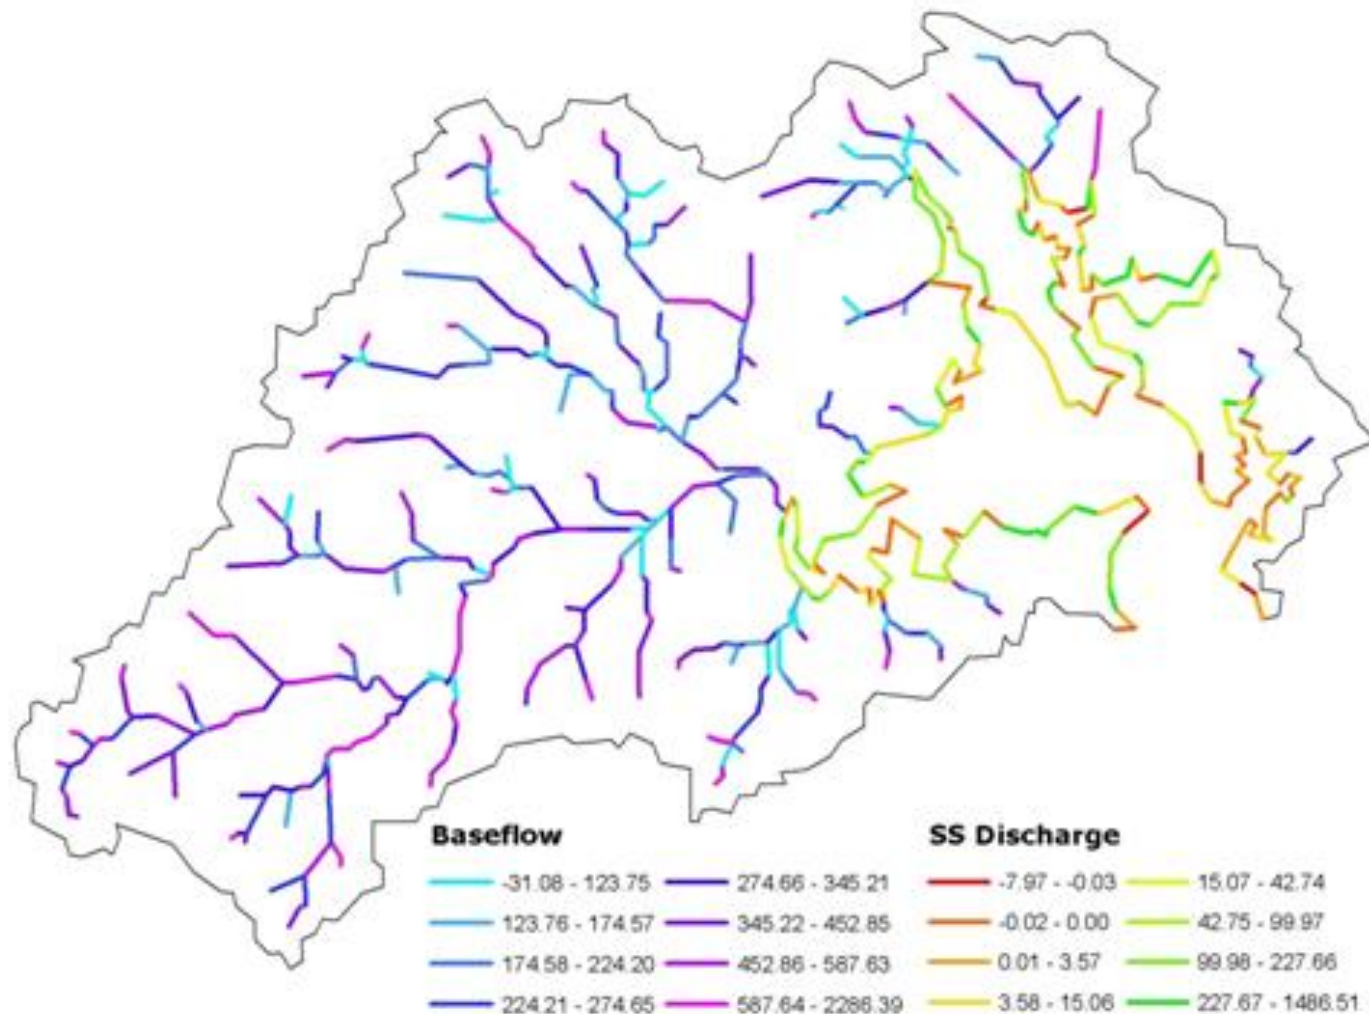 Baseflow SS Discharge
-31.08 - 123.75 274.66 - 345.21 -7.97 - -0.03 15.07 - 42.74
123.76 - 174.57 345.22 - 452.85 -0.02 - 0.00 42.75 - 99.97
174.58 - 224.20 452.86 - 587.63 0.01 - 3.57 99.98 - 227.66
224.21 - 274.65 587.64 - 2286.39 3.58 - 15.06 227.67 - 1486.51